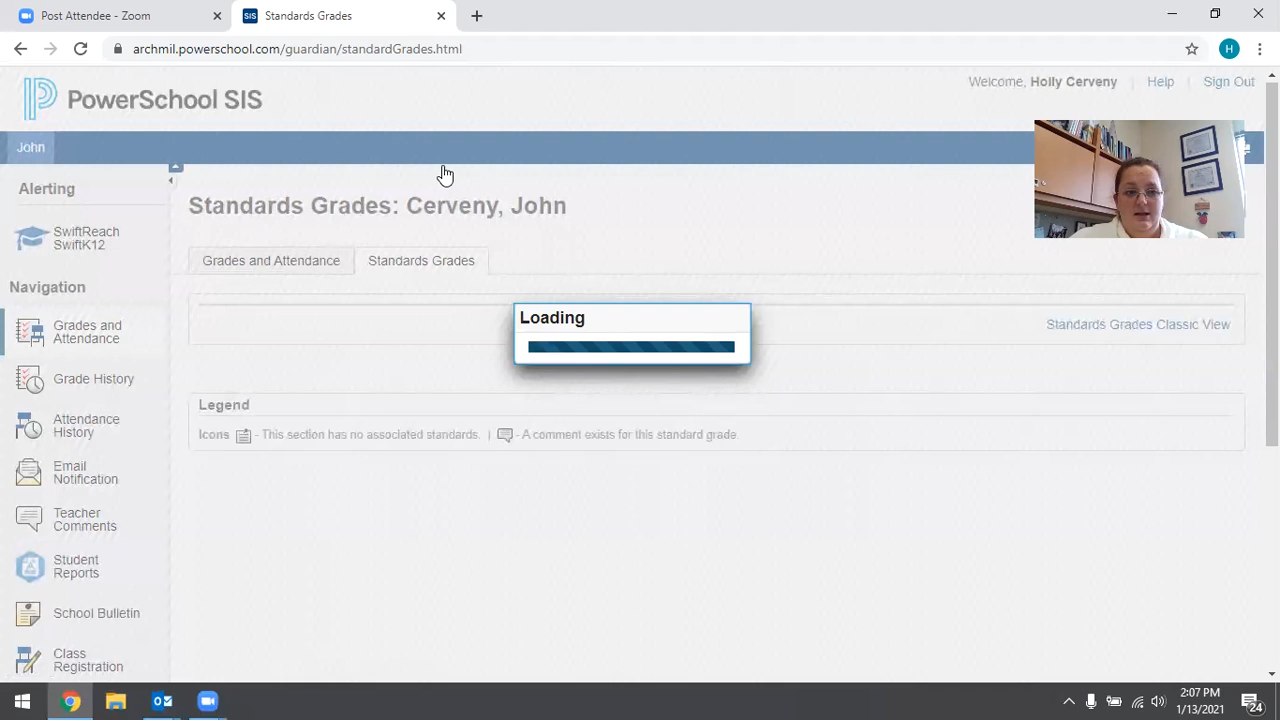 Post Attendee - Zoom
SIS Standards Grades
archmil.powerschool.com/guardian/standardGrades.html
H
PowerSchool SIS
Welcome, Holly Cerveny
Help
Sign Out
John
Alerting
SwiftReach
SwiftK12
Navigation
Grades and
Attendance
Grade History
Attendance
History
Email
Notification
Teacher
Comments
Student
Reports
School Bulletin
Class
Registration
Standards Grades: Cerveny, John
Grades and Attendance
Standards Grades
Loading
Standards Grades Classic View
Legend
Icons - This section has no associated standards. | - A comment exists for this standard grade.
2:07 PM
1/13/2021
24